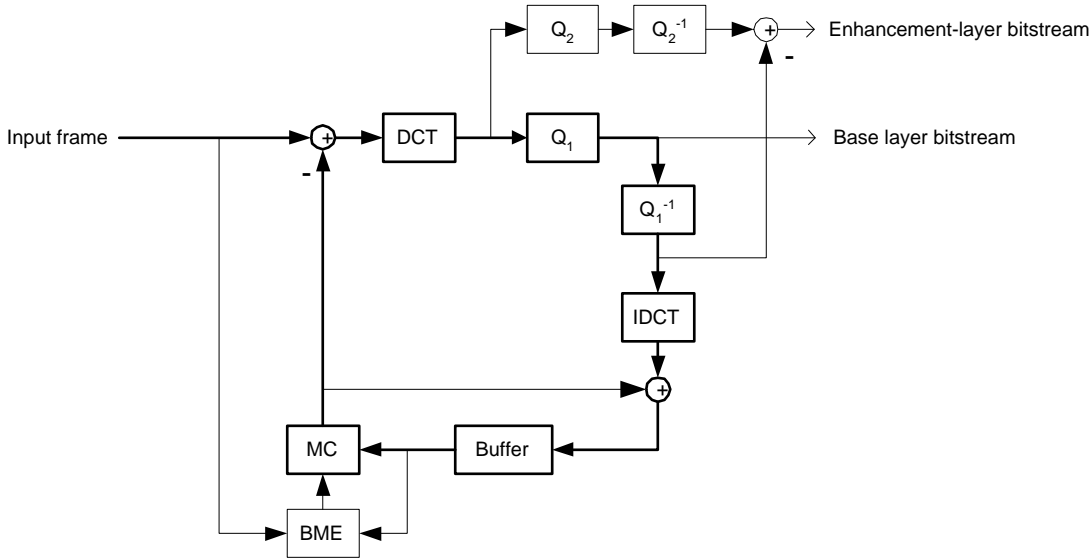 Q₂ Q₂⁻¹ + Enhancement-layer bitstream
-
Input frame + DCT Q₁ Base layer bitstream
-
Q₁⁻¹
IDCT
+
MC Buffer
BME